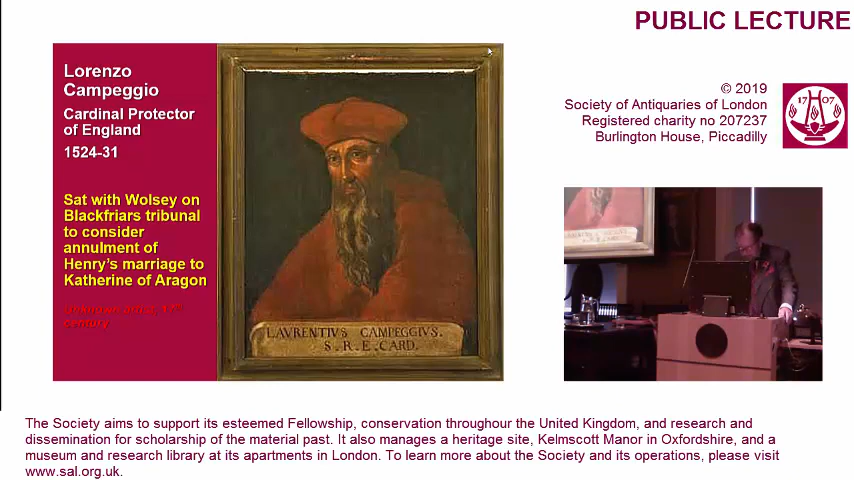 PUBLIC LECTURE
Lorenzo
Campeggio
Cardinal Protector
of England
1524-31
Sat with Wolsey on
Blackfriars tribunal
to consider
annulment of
Henry's marriage to
Katherine of Aragon
Unknown artist, 17th
century
LAVRENTIVS CAMPEGGIVS.
S.R.E.CARD.
© 2019
Society of Antiquaries of London
Registered charity no 207237
Burlington House, Piccadilly
17 07
The Society aims to support its esteemed Fellowship, conservation throughour the United Kingdom, and research and
dissemination for scholarship of the material past. It also manages a heritage site, Kelmscott Manor in Oxfordshire, and a
museum and research library at its apartments in London. To learn more about the Society and its operations, please visit
www.sal.org.uk.